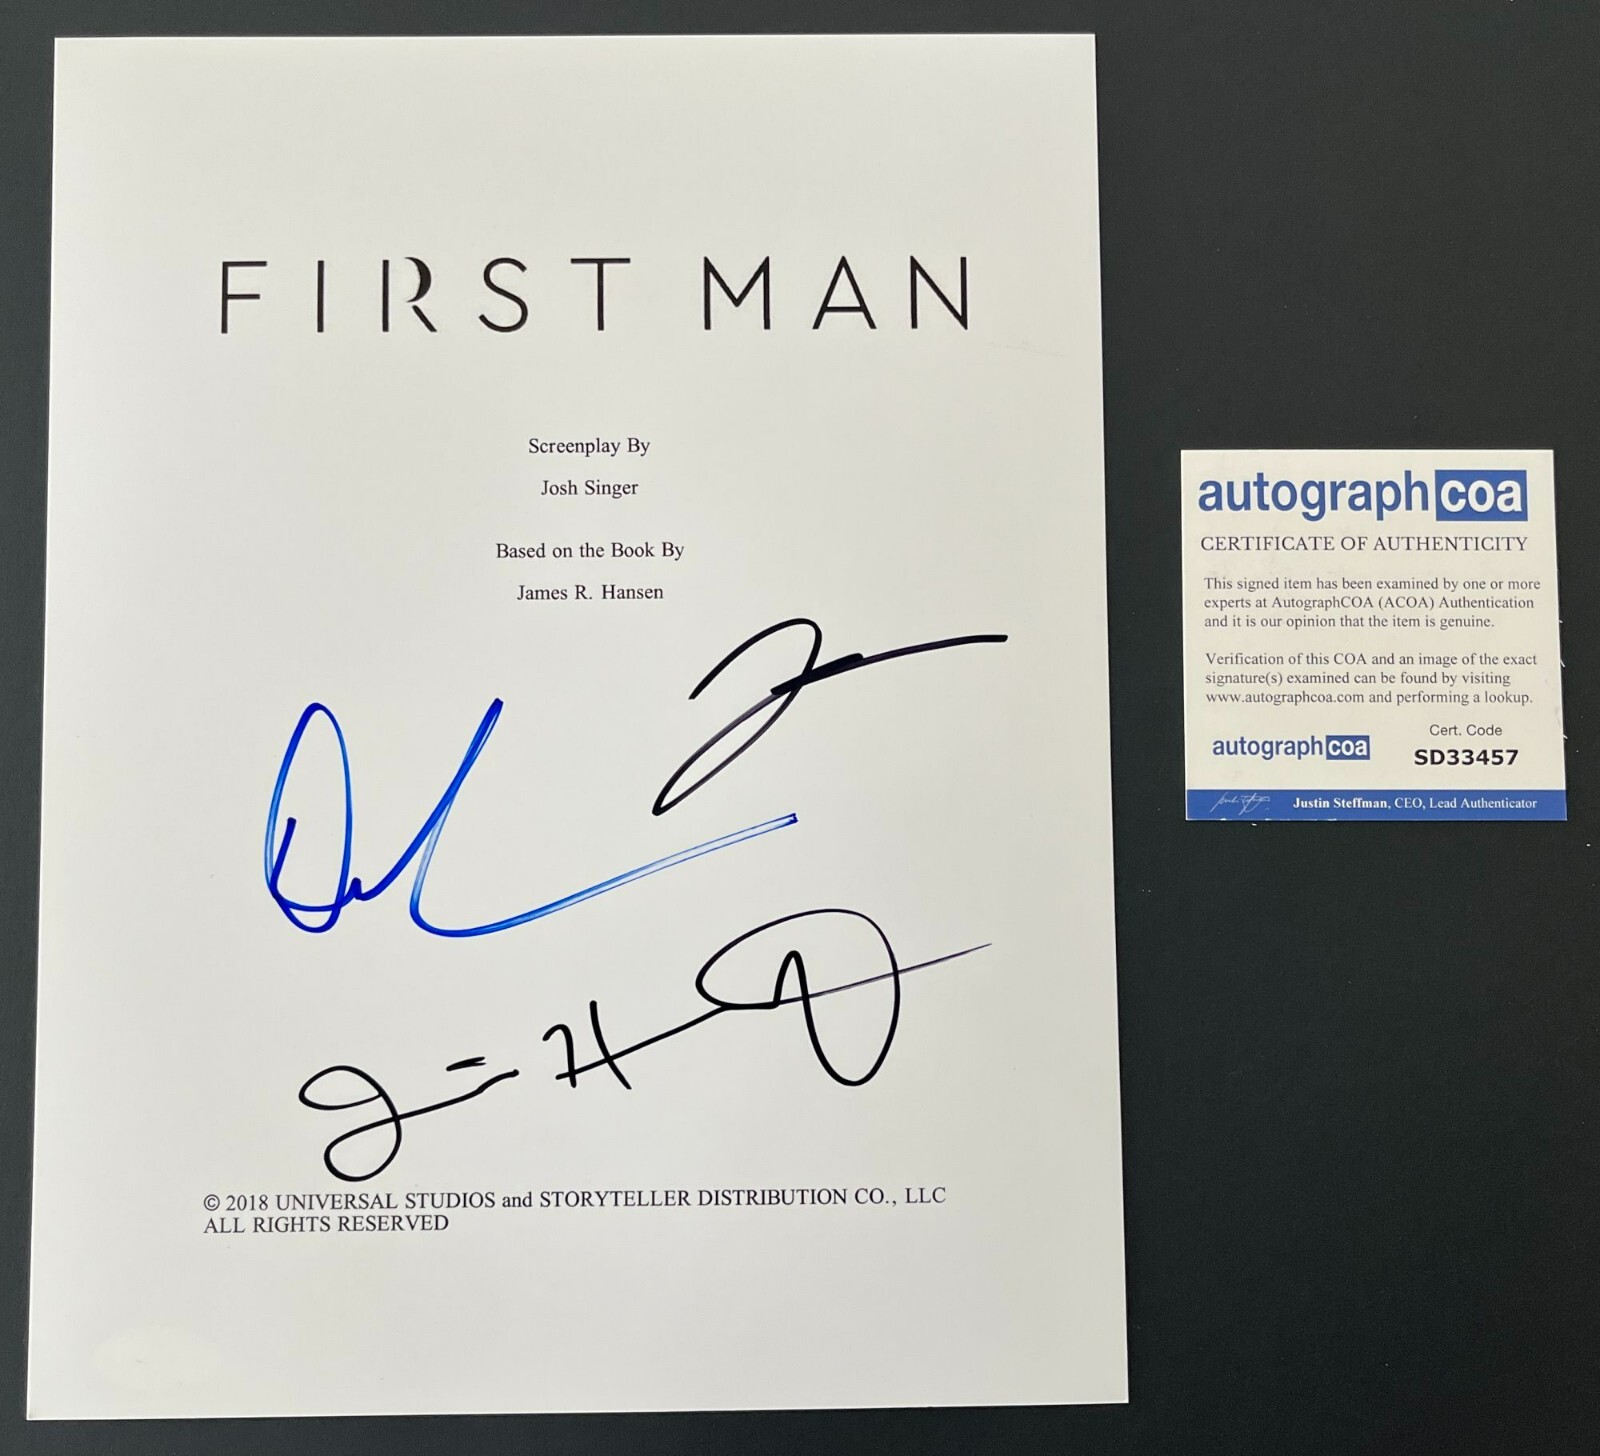 FIRST MAN
Screenplay By
Josh Singer
Based on the Book By
James R. Hansen
© 2018 UNIVERSAL STUDIOS and STORYTELLER DISTRIBUTION CO., LLC
ALL RIGHTS RESERVED
autographcoa
CERTIFICATE OF AUTHENTICITY
This signed item has been examined by one or more
experts at AutographCOA (ACOA) Authentication
and it is our opinion that the item is genuine.
Verification of this COA and an image of the exact
signature(s) examined can be found by visiting
www.autographcoa.com and performing a lookup.
autographcoa
Cert. Code
SD33457
Justin Steffman, CEO, Lead Authenticator